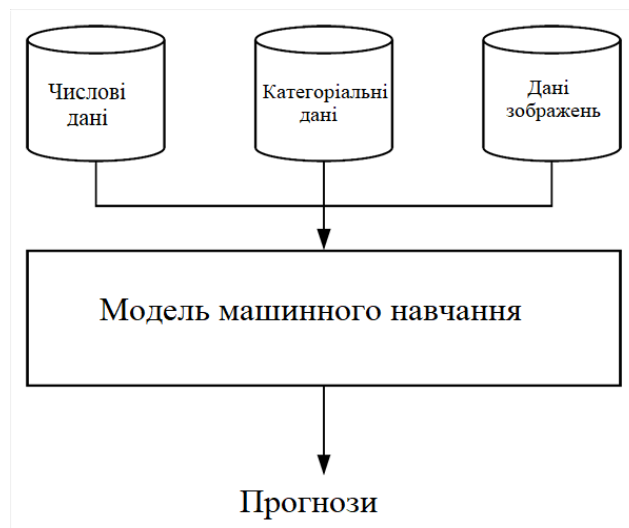 Числові
дані
Категоріальні
дані
Дані
зображень
Модель машинного навчання
Прогнози